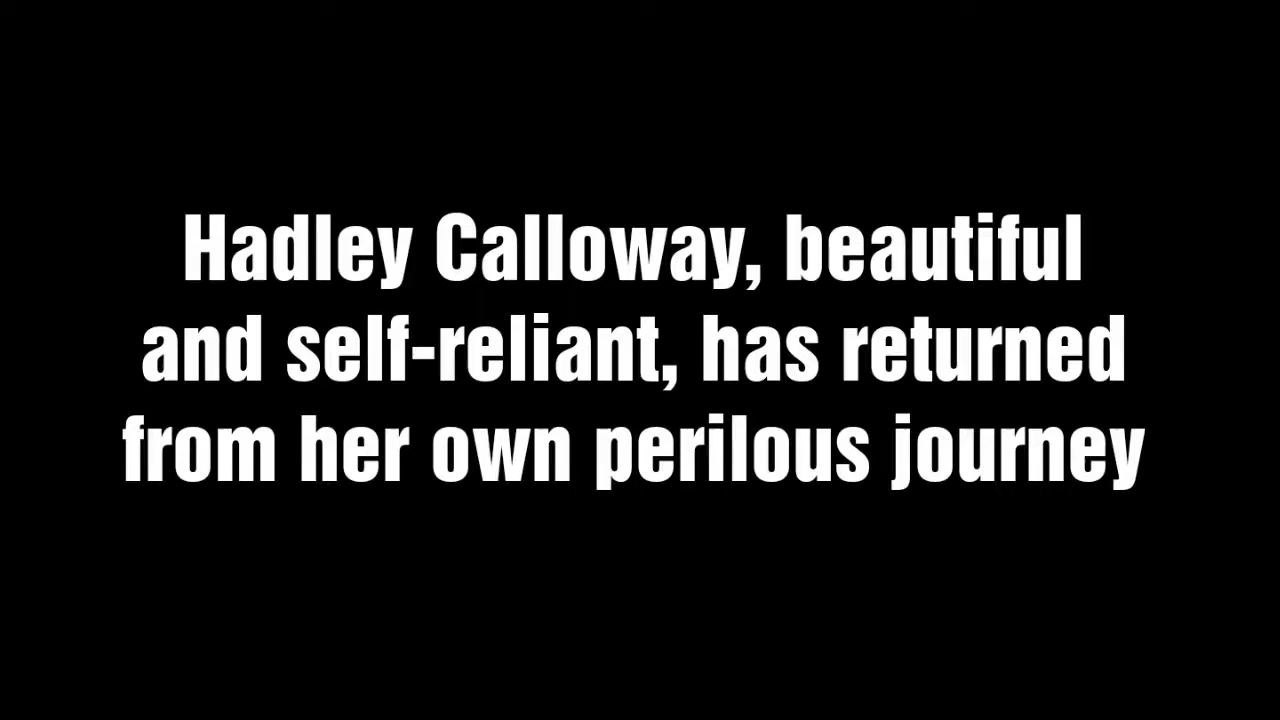 Hadley Calloway, beautiful
and self-reliant, has returned
from her own perilous journey